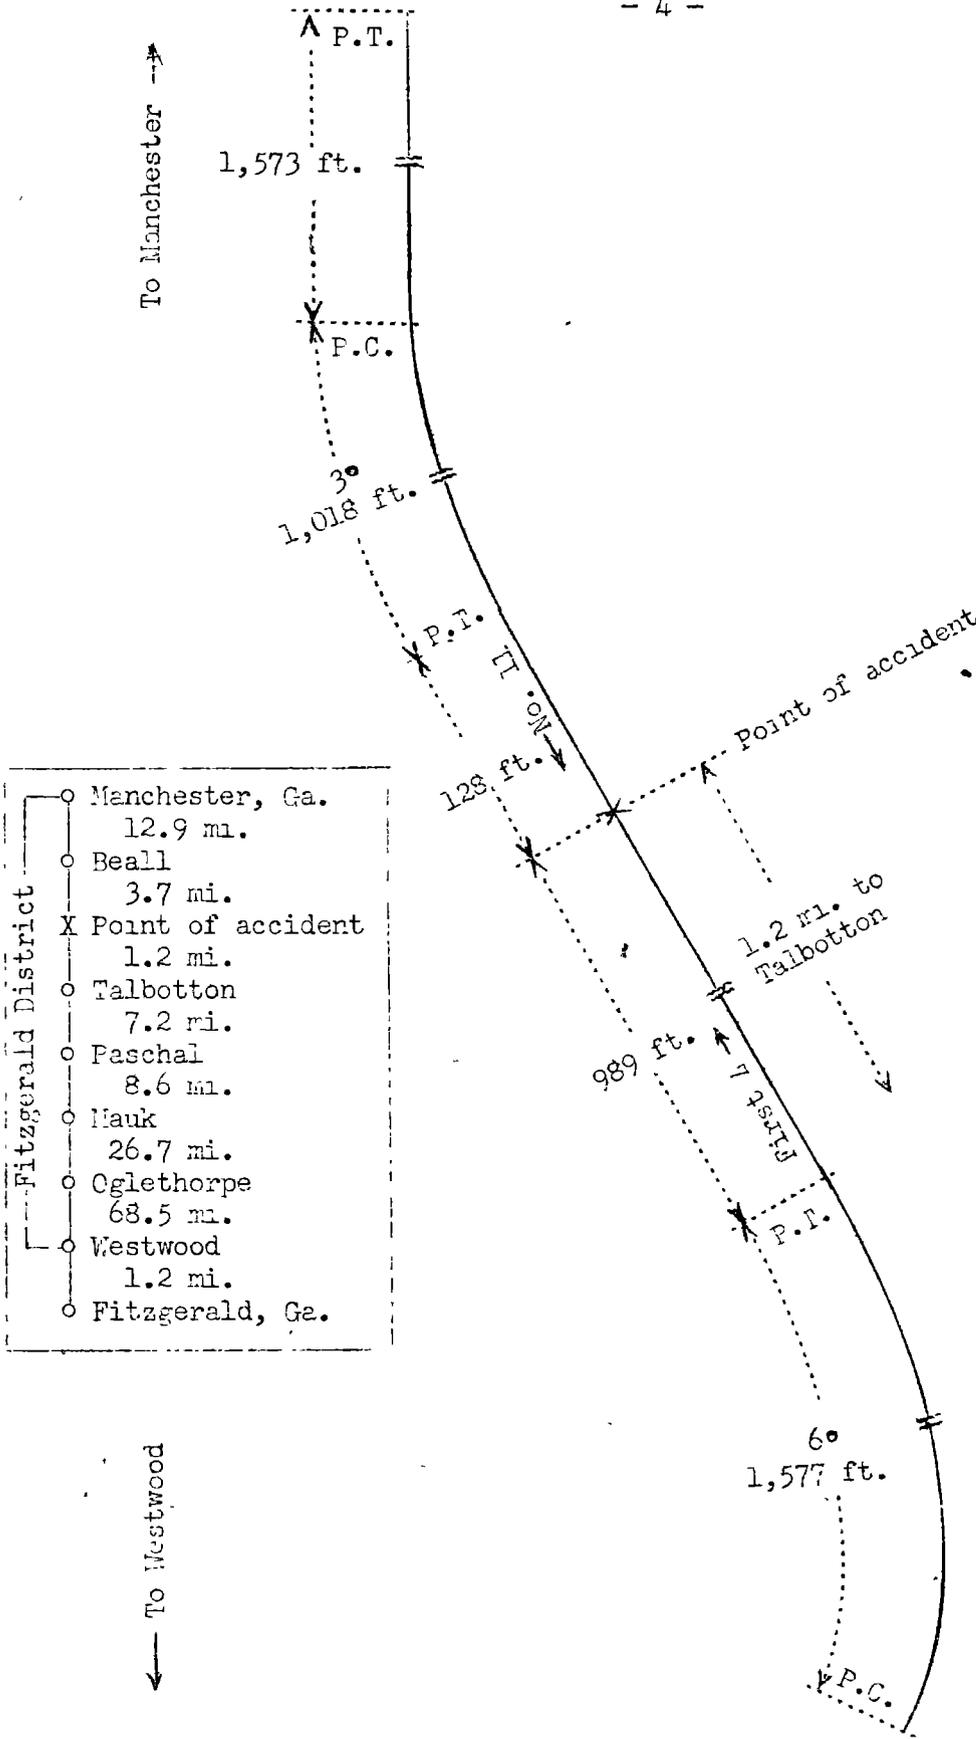 - 4 -
P.T.
To Manchester
1,573 ft.
P.C.
3°
1,018 ft.
P.T.
No. 11
128 ft.
Point of accident
1.2 mi. to
Talbotton
989 ft.
First 7
P.T.
6°
1,577 ft.
P.C.
Fitzgerald District
Manchester, Ga.
12.9 mi.
Beall
3.7 mi.
X Point of accident
1.2 mi.
Talbotton
7.2 mi.
Paschal
8.6 mi.
Mauk
26.7 mi.
Oglethorpe
68.5 mi.
Westwood
1.2 mi.
Fitzgerald, Ga.
To Westwood